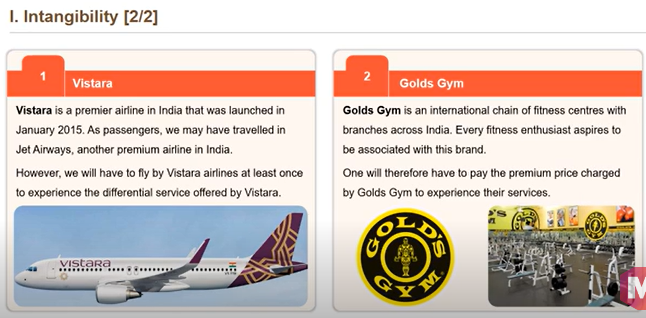 I. Intangibility [2/2]
1
Vistara
Vistara is a premier airline in India that was launched in
January 2015. As passengers, we may have travelled in
Jet Airways, another premium airline in India.
However, we will have to fly by Vistara airlines at least once
to experience the differential service offered by Vistara.
vistara
2
Golds Gym
Golds Gym is an international chain of fitness centres with
branches across India. Every fitness enthusiast aspires to
be associated with this brand.
One will therefore have to pay the premium price charged
by Golds Gym to experience their services.
GOLD'S
GYM
M